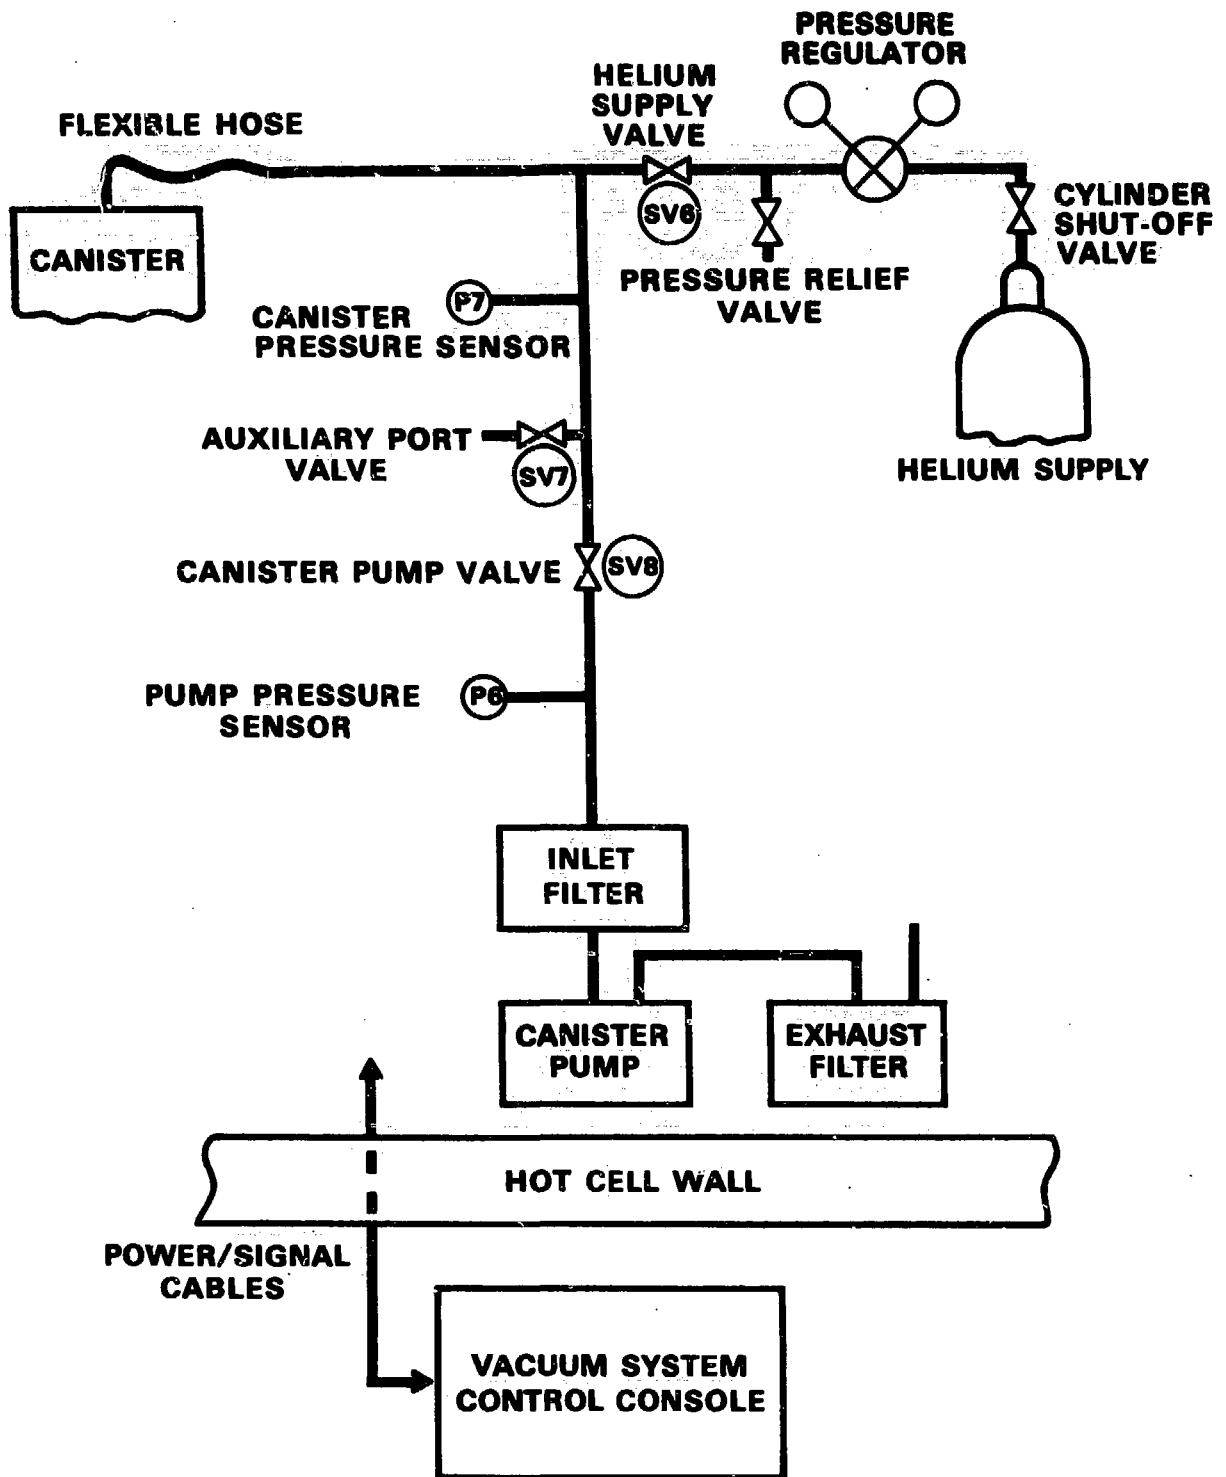 PRESSURE
REGULATOR
HELIUM
SUPPLY
VALVE
FLEXIBLE HOSE
CANISTER
SV6
CYLINDER
SHUT-OFF
VALVE
PRESSURE RELIEF
VALVE
P7
CANISTER
PRESSURE SENSOR
AUXILIARY PORT
VALVE
SV7
HELIUM SUPPLY
CANISTER PUMP VALVE
SV8
PUMP PRESSURE
SENSOR
P6
INLET
FILTER
CANISTER
PUMP
EXHAUST
FILTER
HOT CELL WALL
POWER/SIGNAL
CABLES
VACUUM SYSTEM
CONTROL CONSOLE